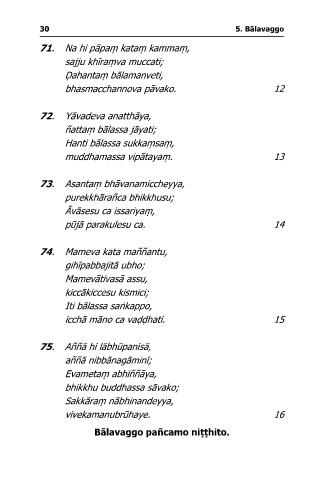 30 5. Bālavaggo
71. Na hi pāpaṃ kataṃ kammaṃ,
sajju khīraṃva muccati;
Ḍahantaṃ bālamanveti,
bhasmacchannova pāvako. 12
72. Yāvadeva anatthāya,
ñattaṃ bālassa jāyati;
Hanti bālassa sukkaṃsaṃ,
muddhamassa vipātayaṃ. 13
73. Asantaṃ bhāvanamiccheyya,
purekkhārañca bhikkhusu;
Āvāsesu ca issariyaṃ,
pūjā parakulesu ca. 14
74. Mameva kata maññantu,
gihīpabbajitā ubho;
Mamevātivasā assu,
kiccākiccesu kismici;
Iti bālassa saṅkappo,
icchā māno ca vaḍḍhati. 15
75. Aññā hi lābhūpanisā,
aññā nibbānagāminī;
Evametaṃ abhiññāya,
bhikkhu buddhassa sāvako;
Sakkāraṃ nābhinandeyya,
vivekamanubrūhaye. 16
Bālavaggo pañcamo niṭṭhito.